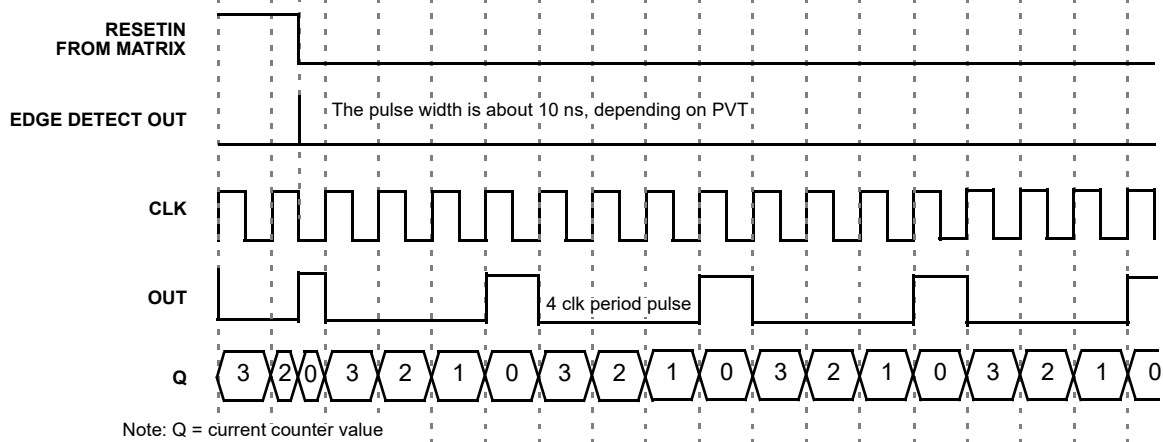 RESETIN
FROM MATRIX
EDGE DETECT OUT
The pulse width is about 10 ns, depending on PVT
CLK
OUT
4 clk period pulse
Q
3 2 0 3 2 1 0 3 2 1 0 3 2 1 0 3 2 1 0
Note: Q = current counter value